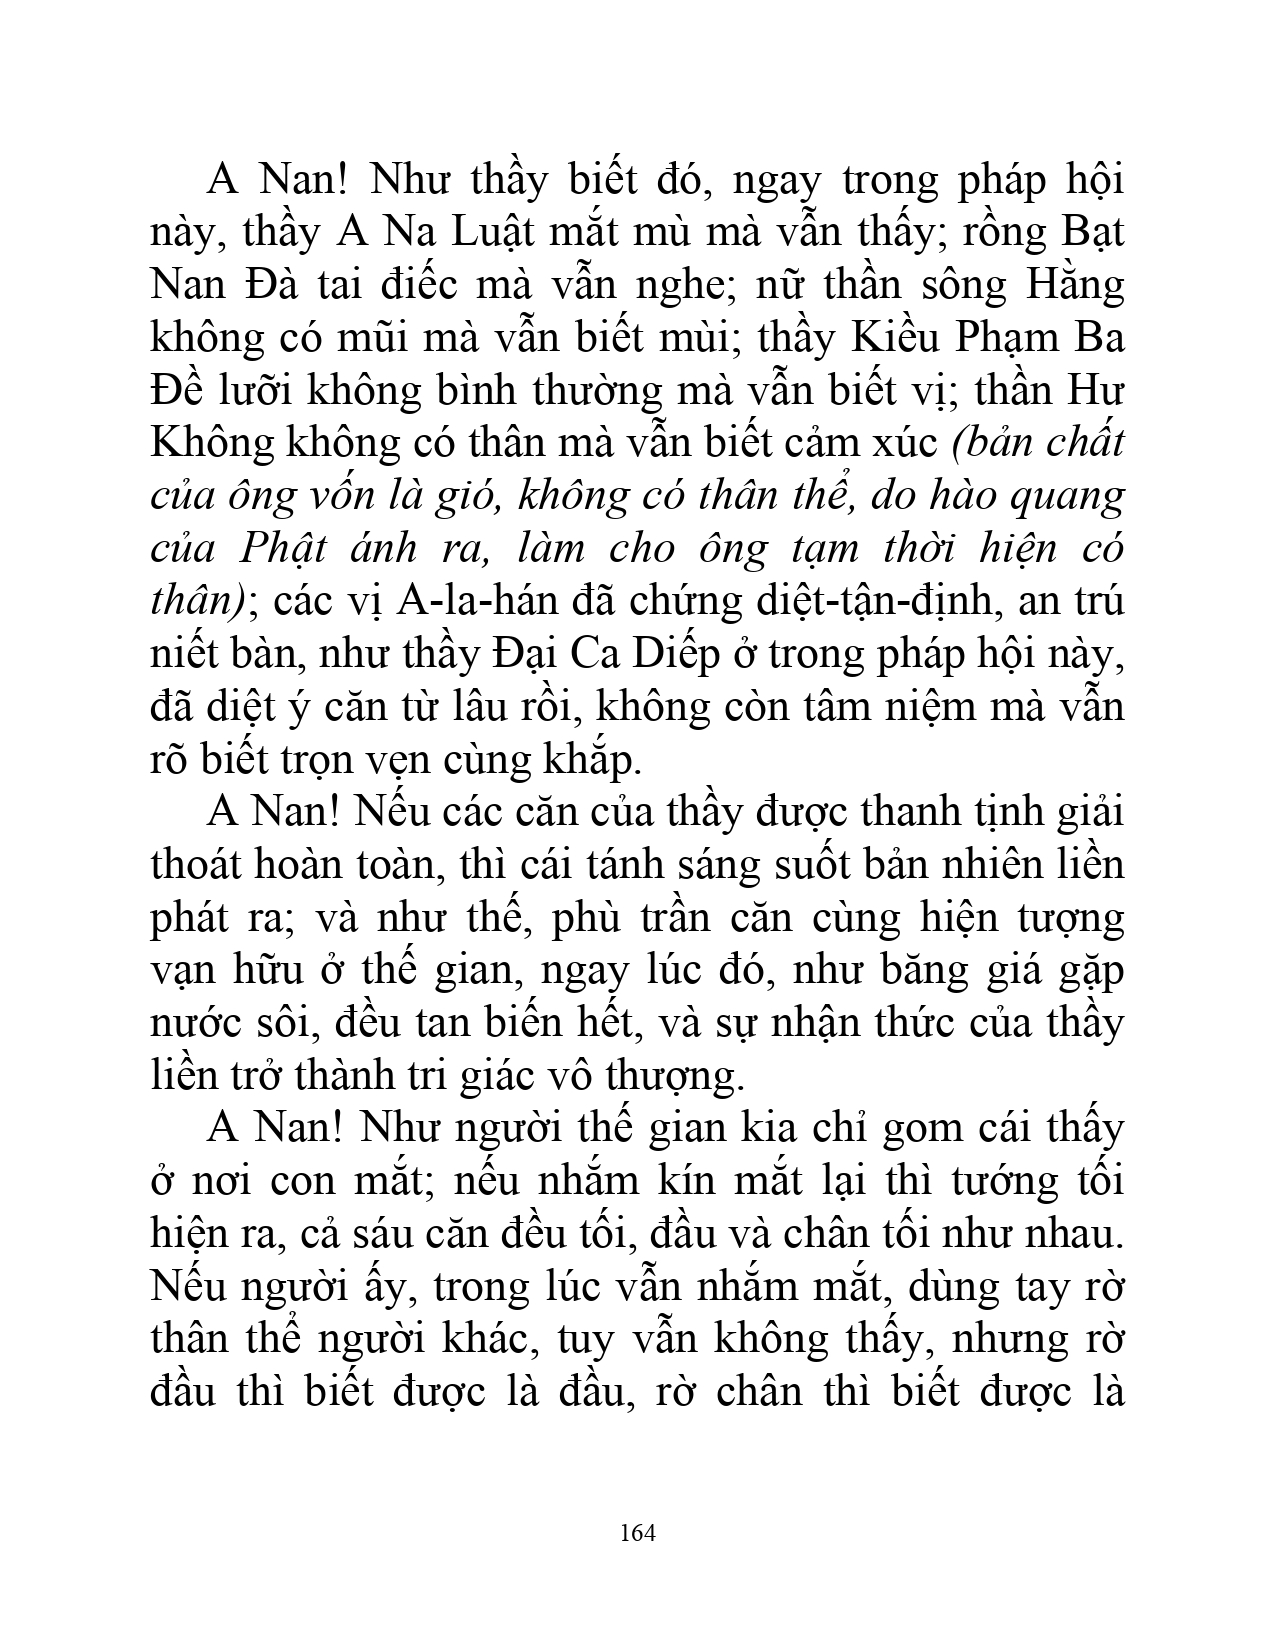 A Nan! Như thầy biết đó, ngay trong pháp hội
này, thầy A Na Luật mắt mù mà vẫn thấy; rồng Bạt
Nan Đà tai điếc mà vẫn nghe; nữ thần sông Hằng
không có mũi mà vẫn biết mùi; thầy Kiều Phạm Ba
Đề lưỡi không bình thường mà vẫn biết vị; thần Hư
Không không có thân mà vẫn biết cảm xúc (bản chất
của ông vốn là gió, không có thân thể, do hào quang
của Phật ánh ra, làm cho ông tạm thời hiện có
thân); các vị A-la-hán đã chứng diệt-tận-định, an trú
niết bàn, như thầy Đại Ca Diếp ở trong pháp hội này,
đã diệt ý căn từ lâu rồi, không còn tâm niệm mà vẫn
rõ biết trọn vẹn cùng khắp.
A Nan! Nếu các căn của thầy được thanh tịnh giải
thoát hoàn toàn, thì cái tánh sáng suốt bản nhiên liền
phát ra; và như thế, phù trần căn cùng hiện tượng
vạn hữu ở thế gian, ngay lúc đó, như băng giá gặp
nước sôi, đều tan biến hết, và sự nhận thức của thầy
liền trở thành tri giác vô thượng.
A Nan! Như người thế gian kia chỉ gom cái thấy
ở nơi con mắt; nếu nhắm kín mắt lại thì tướng tối
hiện ra, cả sáu căn đều tối, đầu và chân tối như nhau.
Nếu người ấy, trong lúc vẫn nhắm mắt, dùng tay rờ
thân thể người khác, tuy vẫn không thấy, nhưng rờ
đầu thì biết được là đầu, rờ chân thì biết được là
164